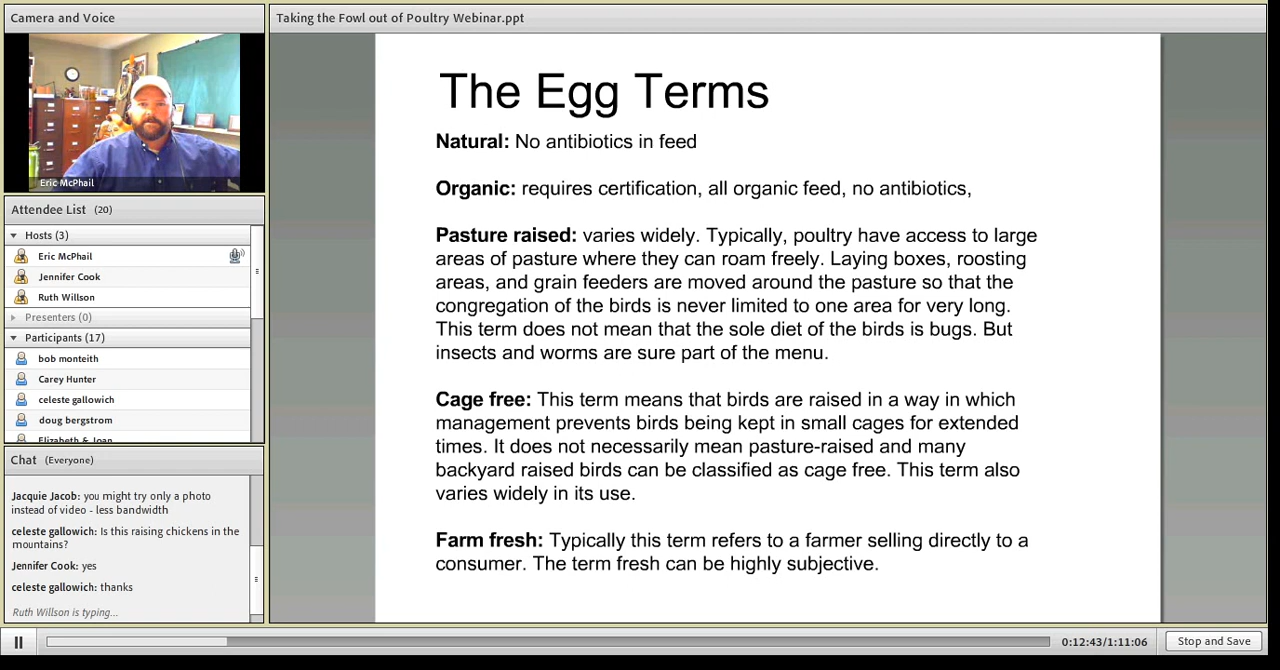 Camera and Voice
Eric McPhail
Attendee List (20)
Hosts (3)
Eric McPhail
Jennifer Cook
Ruth Willson
Presenters (0)
Participants (17)
bob monteith
Carey Hunter
celeste gallowich
doug bergstrom
Elizabeth & Joan
Chat (Everyone)
Jacquie Jacob: you might try only a photo
instead of video - less bandwidth
celeste gallowich: Is this raising chickens in the
mountains?
Jennifer Cook: yes
celeste gallowich: thanks
Ruth Willson is typing...
Taking the Fowl out of Poultry Webinar.ppt
The Egg Terms
Natural: No antibiotics in feed
Organic: requires certification, all organic feed, no antibiotics,
Pasture raised: varies widely. Typically, poultry have access to large
areas of pasture where they can roam freely. Laying boxes, roosting
areas, and grain feeders are moved around the pasture so that the
congregation of the birds is never limited to one area for very long.
This term does not mean that the sole diet of the birds is bugs. But
insects and worms are sure part of the menu.
Cage free: This term means that birds are raised in a way in which
management prevents birds being kept in small cages for extended
times. It does not necessarily mean pasture-raised and many
backyard raised birds can be classified as cage free. This term also
varies widely in its use.
Farm fresh: Typically this term refers to a farmer selling directly to a
consumer. The term fresh can be highly subjective.
0:12:43/1:11:06
Stop and Save